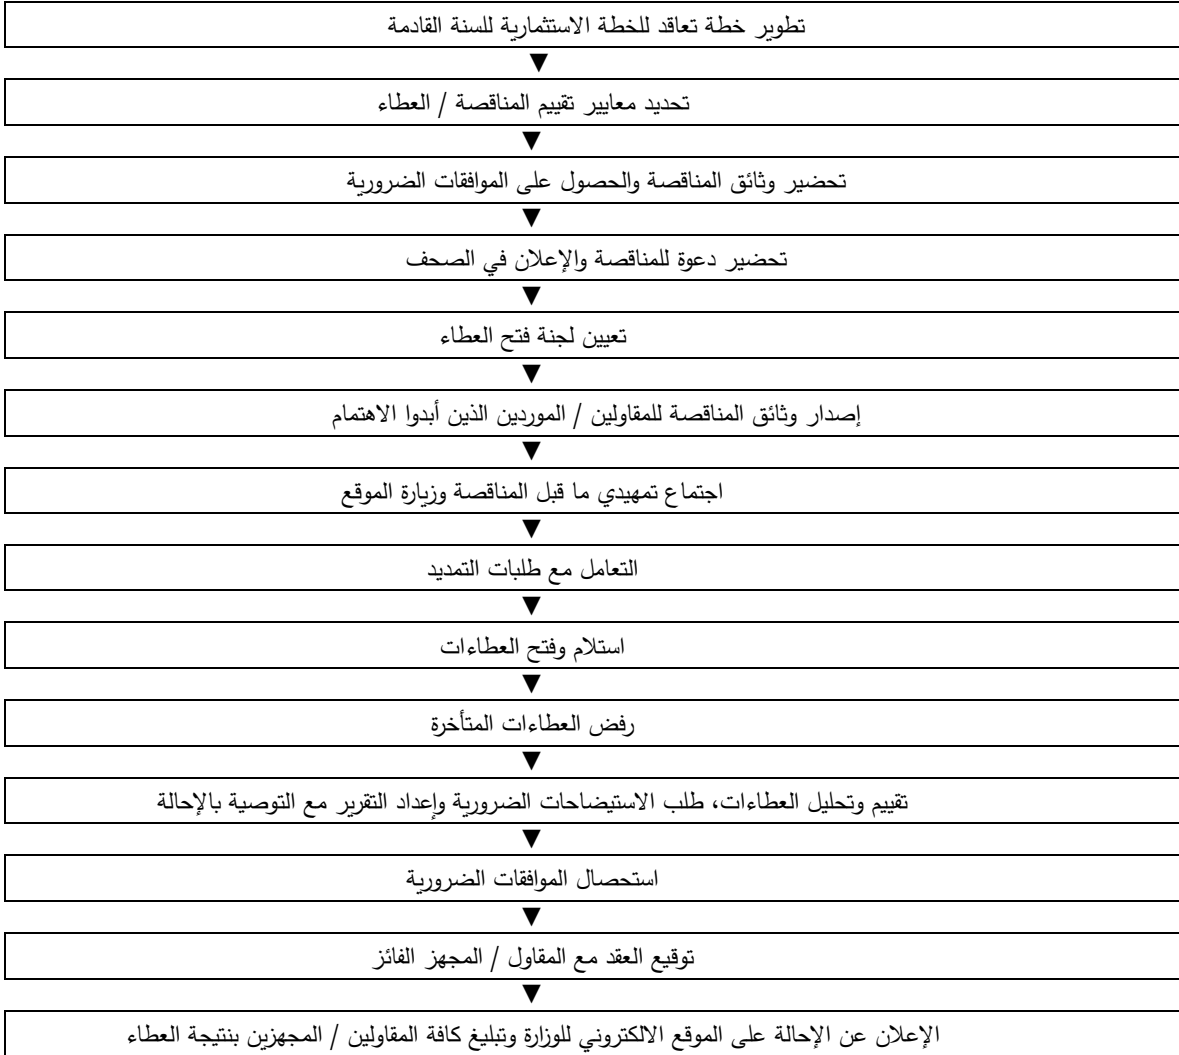 تطوير خطة تعاقد للخطة الاستثمارية للسنة القادمة
▼
تحديد معايير تقييم المناقصة / العطاء
▼
تحضير وثائق المناقصة والحصول على الموافقات الضرورية
▼
تحضير دعوة للمناقصة والإعلان في الصحف
▼
تعيين لجنة فتح العطاء
▼
إصدار وثائق المناقصة للمقاولين / الموردين الذين أبدوا الاهتمام
▼
اجتماع تمهيدي ما قبل المناقصة وزيارة الموقع
▼
التعامل مع طلبات التمديد
▼
استلام وفتح العطاءات
▼
رفض العطاءات المتأخرة
▼
تقييم وتحليل العطاءات، طلب الاستيضاحات الضرورية وإعداد التقرير مع التوصية بالإحالة
▼
استحصال الموافقات الضرورية
▼
توقيع العقد مع المقاول / المجهز الفائز
▼
الإعلان عن الإحالة على الموقع الالكتروني للوزارة وتبليغ كافة المقاولين / المجهزين بنتيجة العطاء